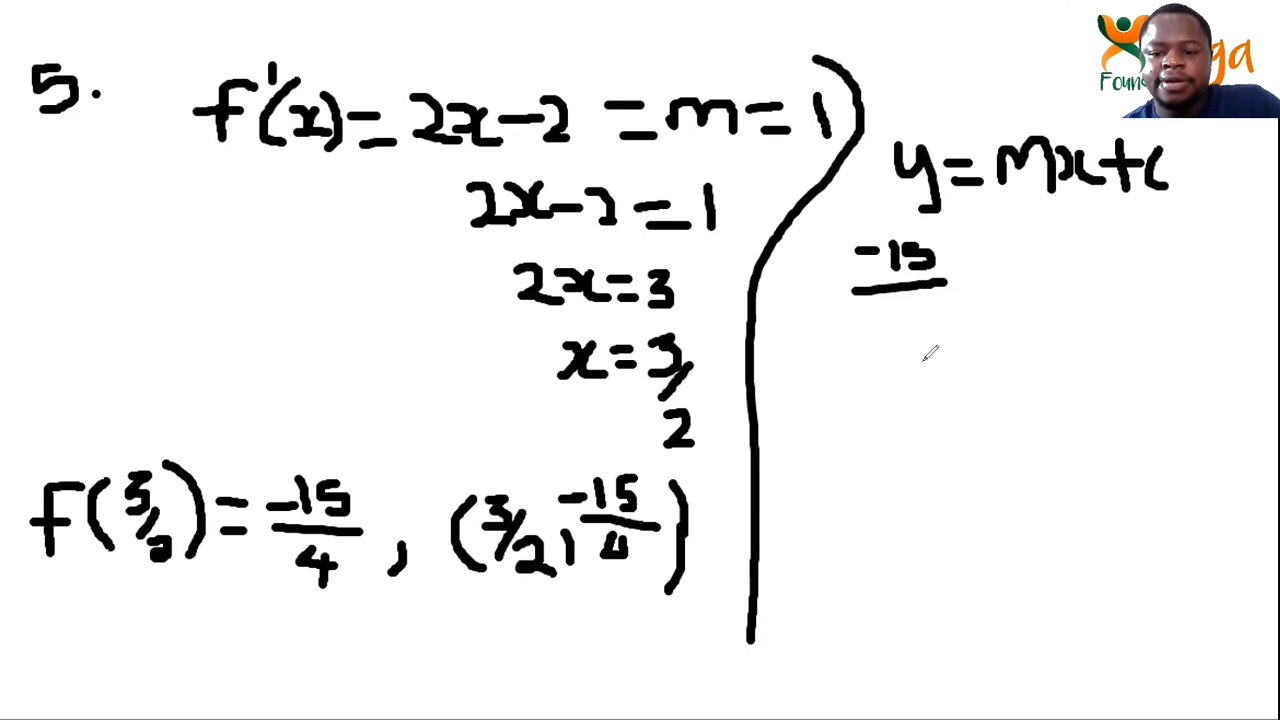 5.
f'(x) = 2x-2 = m = 1
2x-2 = 1
2x = 3
x = 3/2
f(3/2) = -15/4 , (3/2, -15/4)
y = mx+c
-15